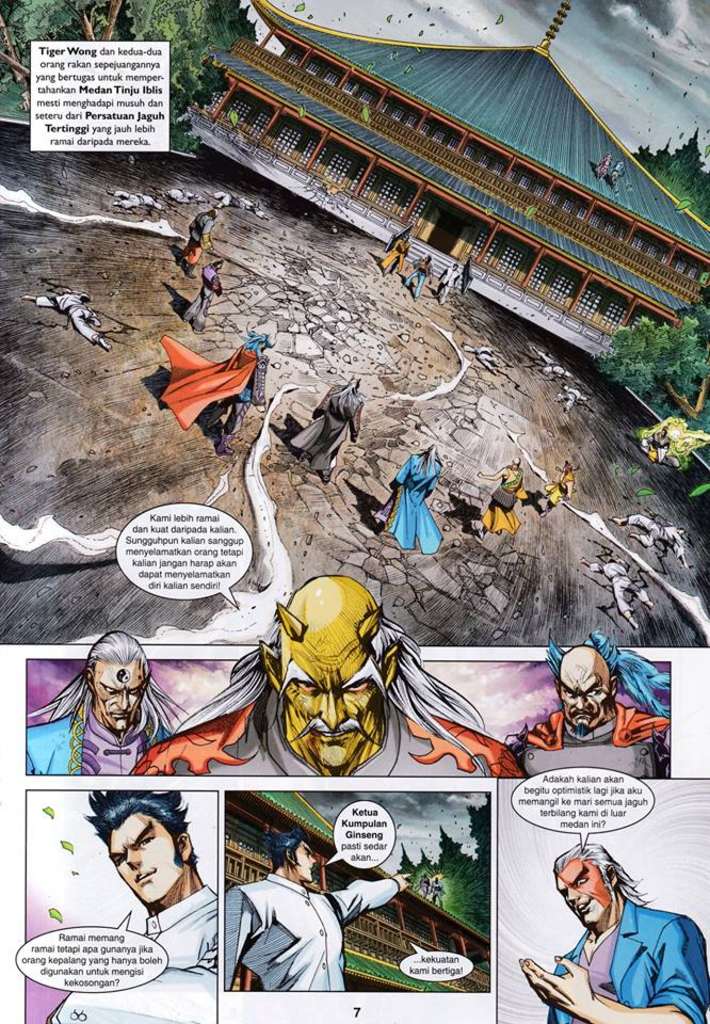 Tiger Wong dan kedua-dua
orang rakan sepejuangannya
yang bertugas untuk memper-
tahankan Medan Tinju Iblis
mesti menghadapi musuh dan
seteru dari Persatuan Jaguh
Tertinggi yang jauh lebih
ramai daripada mereka.
Kami lebih ramai
dan kuat daripada kalian.
Sungguhpun kalian sanggup
menyelamatkan orang tetapi
kalian jangan harap akan
dapat menyelamatkan
diri kalian sendiri!
Ramai memang
ramai tetapi apa gunanya jika
orang kepalang yang hanya boleh
digunakan untuk mengisi
kekosongan?
Ketua
Kumpulan
Ginseng
pasti sedar
akan...
...kekuatan
kami bertiga!
Adakah kalian akan
begitu optimistik lagi jika aku
memangil ke mari semua jaguh
terbilang kami di luar
medan ini?
7